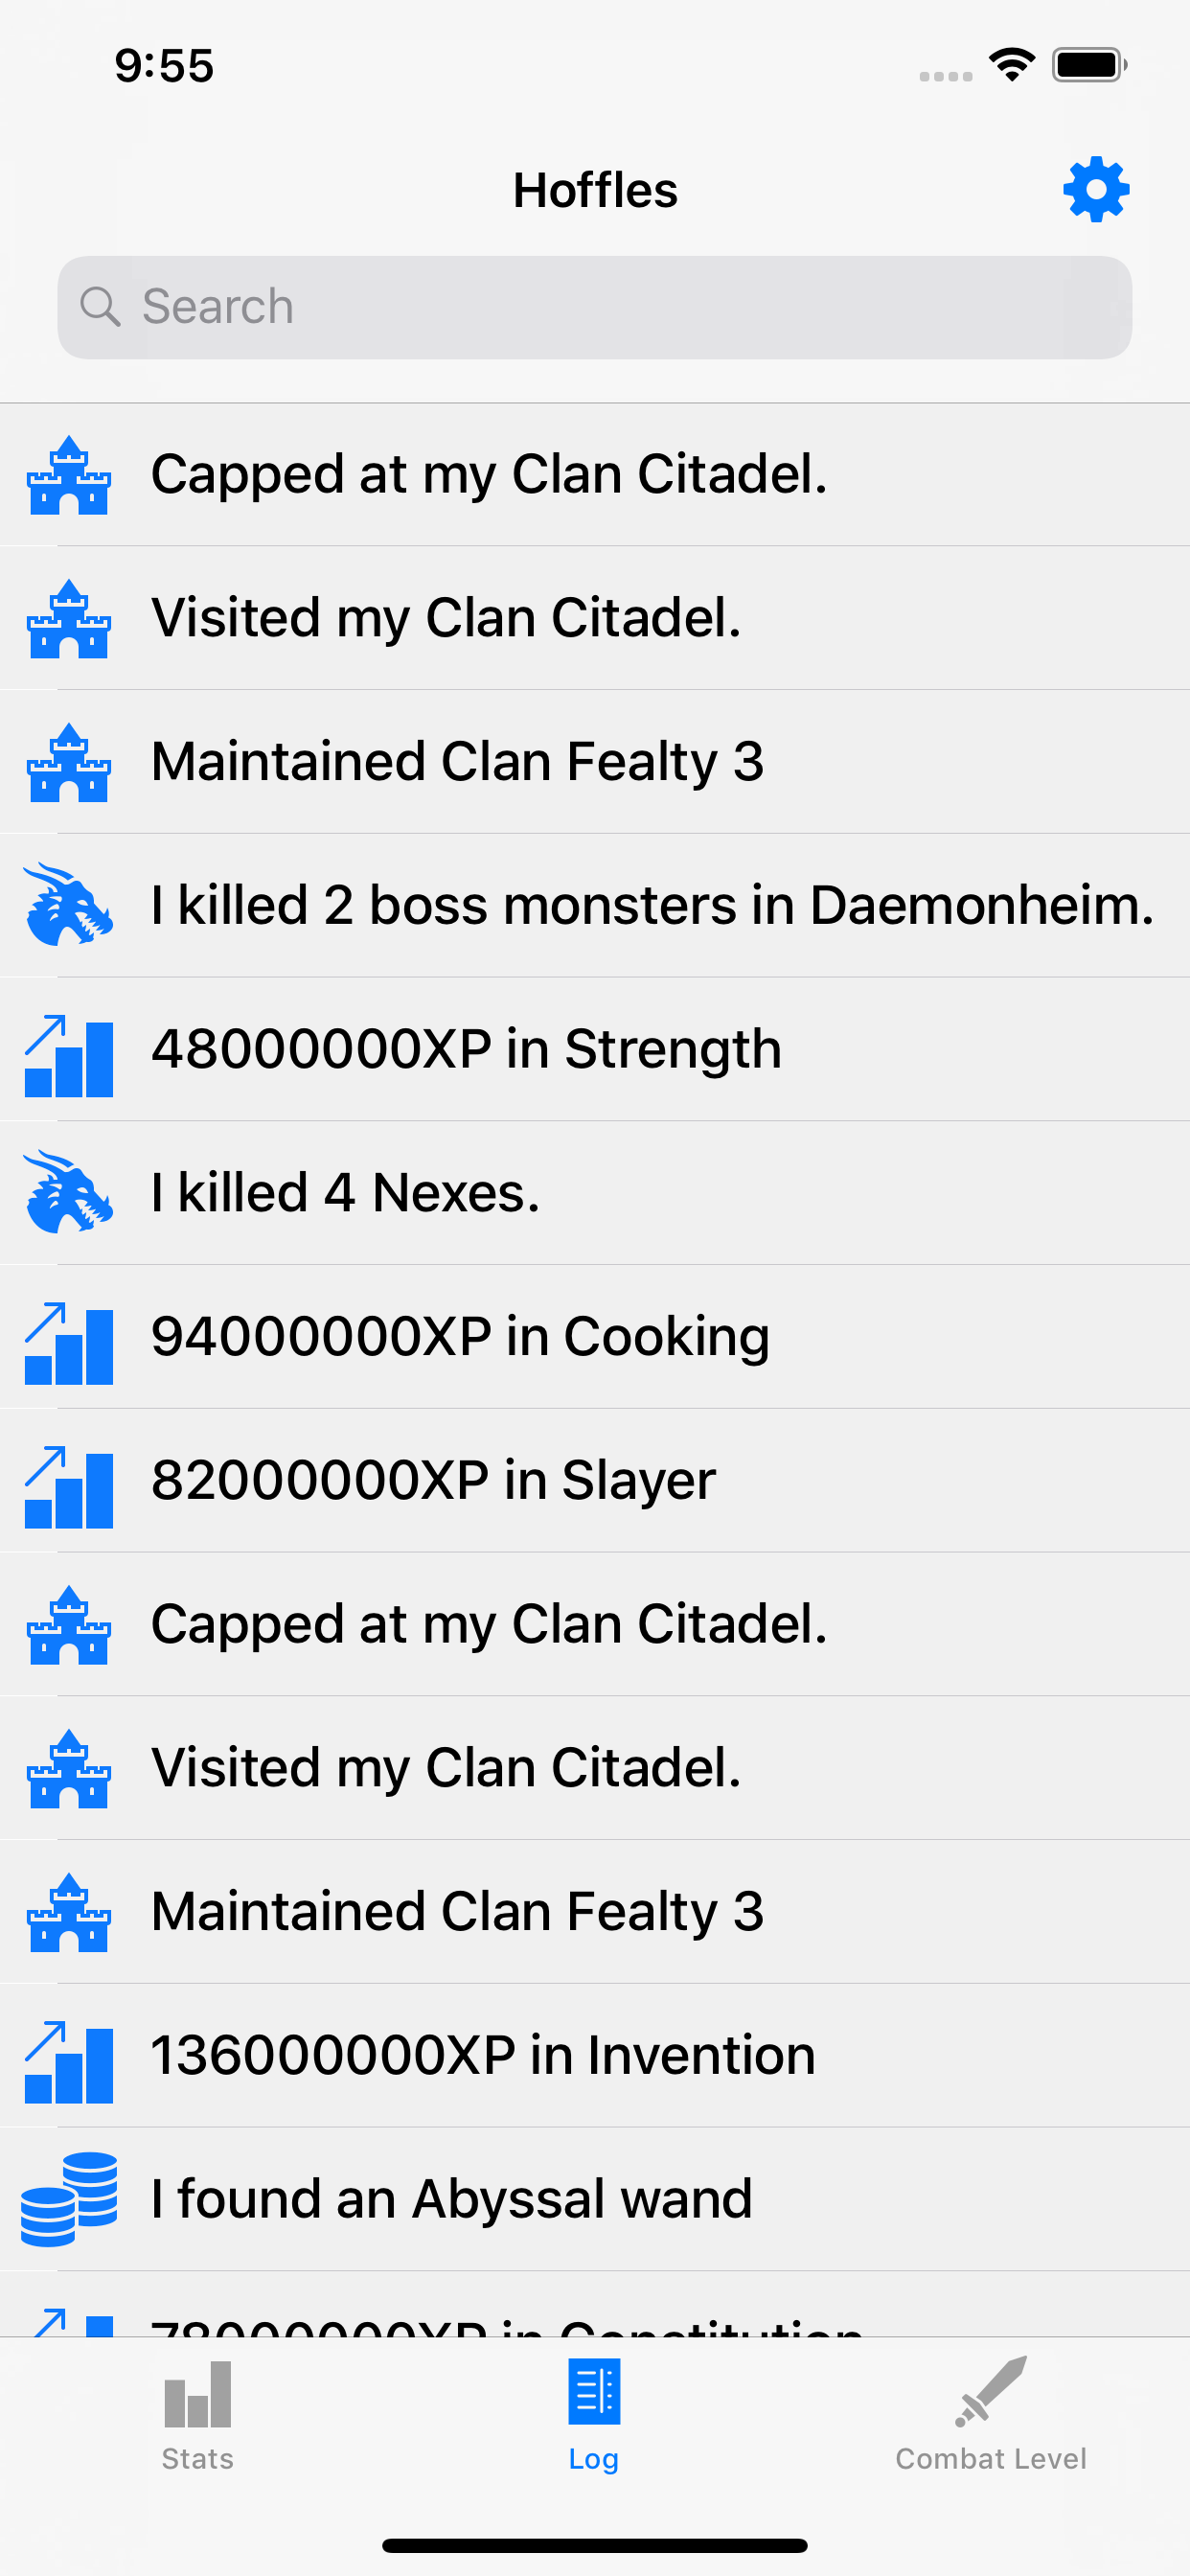 9:55
Hoffles
Search
Capped at my Clan Citadel.
Visited my Clan Citadel.
Maintained Clan Fealty 3
I killed 2 boss monsters in Daemonheim.
48000000XP in Strength
I killed 4 Nexes.
94000000XP in Cooking
82000000XP in Slayer
Capped at my Clan Citadel.
Visited my Clan Citadel.
Maintained Clan Fealty 3
136000000XP in Invention
I found an Abyssal wand
78000000XP in Constitution
Stats
Log
Combat Level